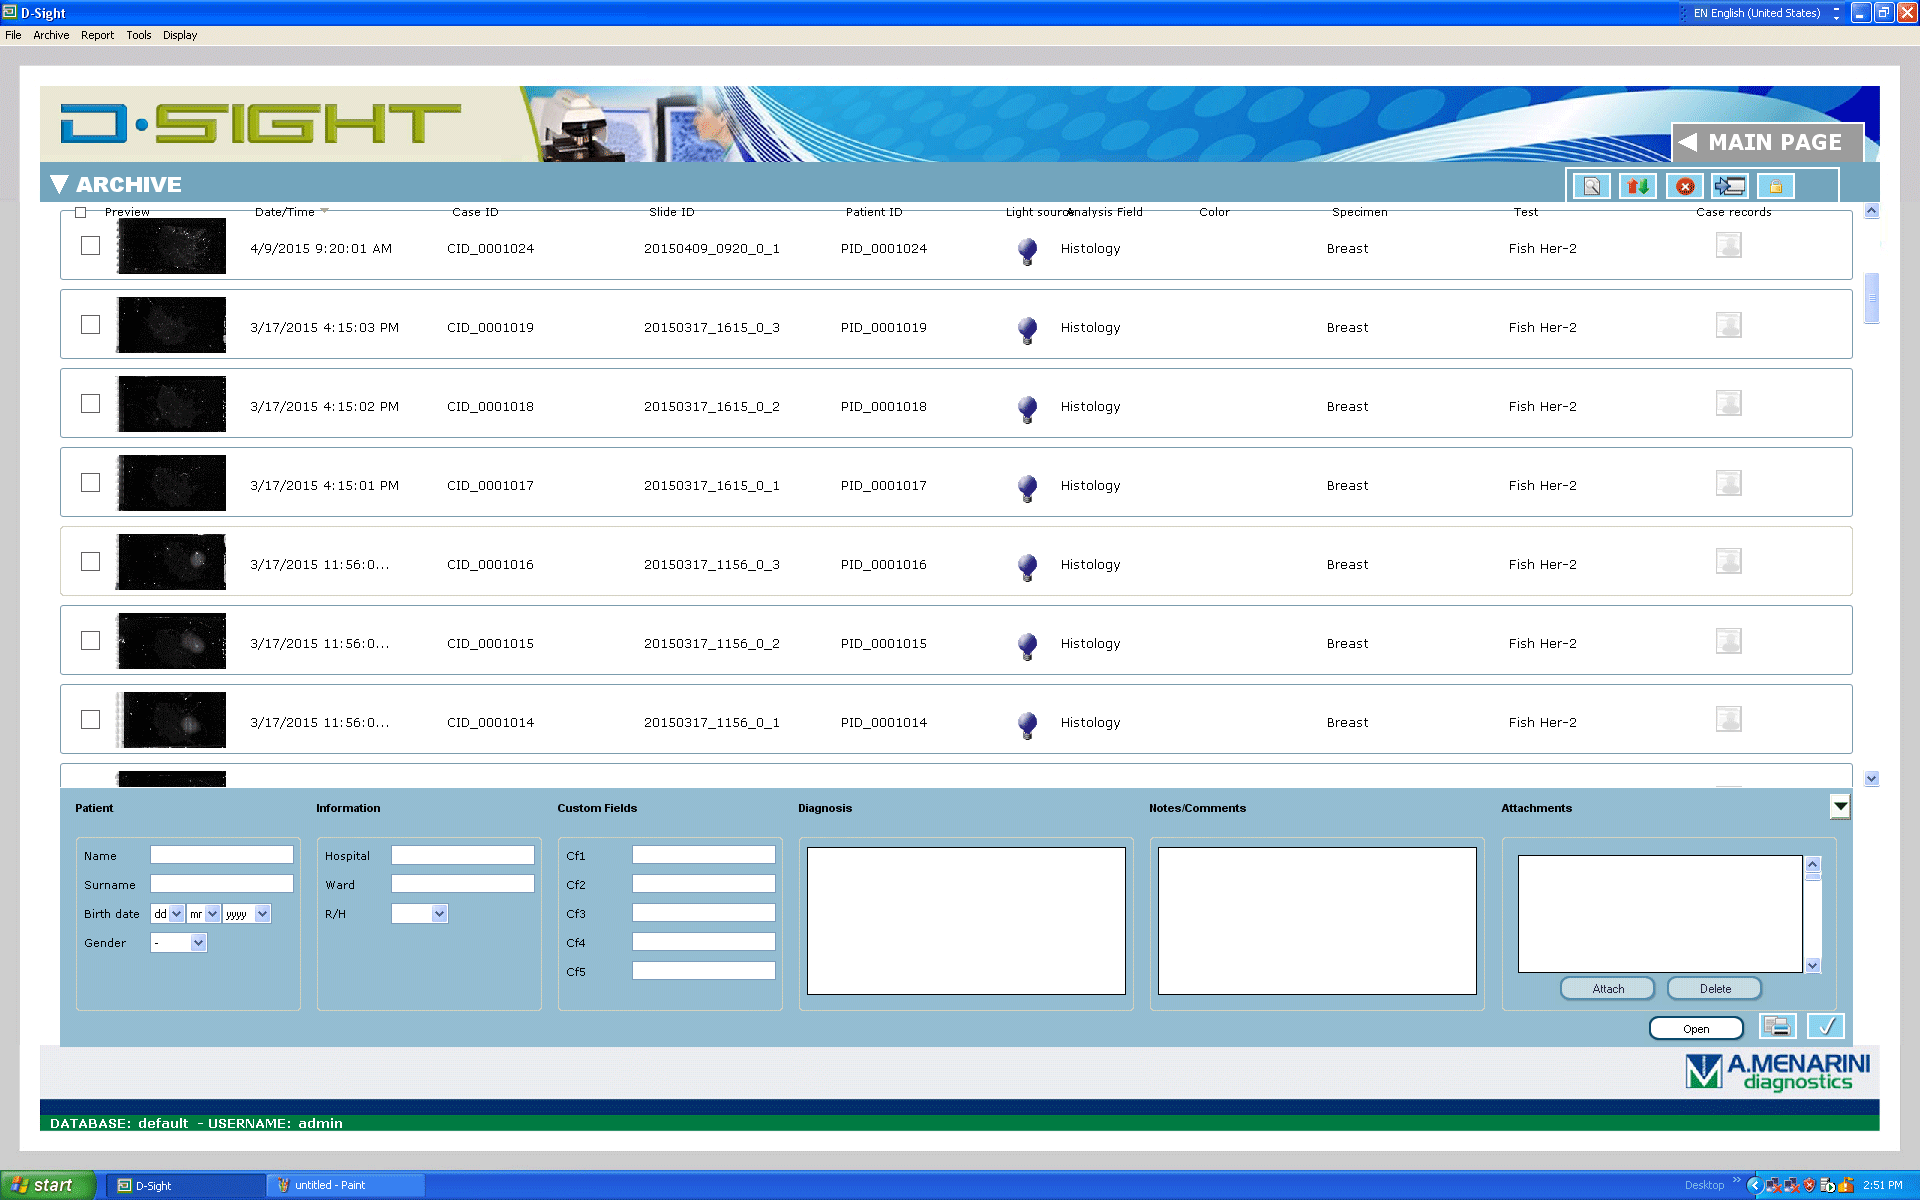 D-Sight
EN English (United States)
File Archive Report Tools Display
D·SIGHT
MAIN PAGE
ARCHIVE
Preview Date/Time Case ID Slide ID Patient ID Light source Analysis Field Color Specimen Test Case records
4/9/2015 9:20:01 AM CID_0001024 20150409_0920_0_1 PID_0001024 Histology Breast Fish Her-2
3/17/2015 4:15:03 PM CID_0001019 20150317_1615_0_3 PID_0001019 Histology Breast Fish Her-2
3/17/2015 4:15:02 PM CID_0001018 20150317_1615_0_2 PID_0001018 Histology Breast Fish Her-2
3/17/2015 4:15:01 PM CID_0001017 20150317_1615_0_1 PID_0001017 Histology Breast Fish Her-2
3/17/2015 11:56:0... CID_0001016 20150317_1156_0_3 PID_0001016 Histology Breast Fish Her-2
3/17/2015 11:56:0... CID_0001015 20150317_1156_0_2 PID_0001015 Histology Breast Fish Her-2
3/17/2015 11:56:0... CID_0001014 20150317_1156_0_1 PID_0001014 Histology Breast Fish Her-2
Patient Information Custom Fields Diagnosis Notes/Comments Attachments
Name Hospital Cf1
Surname Ward Cf2
Birth date dd mr yyyy R/H Cf3
Gender - Cf4
Cf5
Attach Delete
Open
A.MENARINI
diagnostics
DATABASE: default - USERNAME: admin
start D-Sight untitled - Paint Desktop 2:51 PM